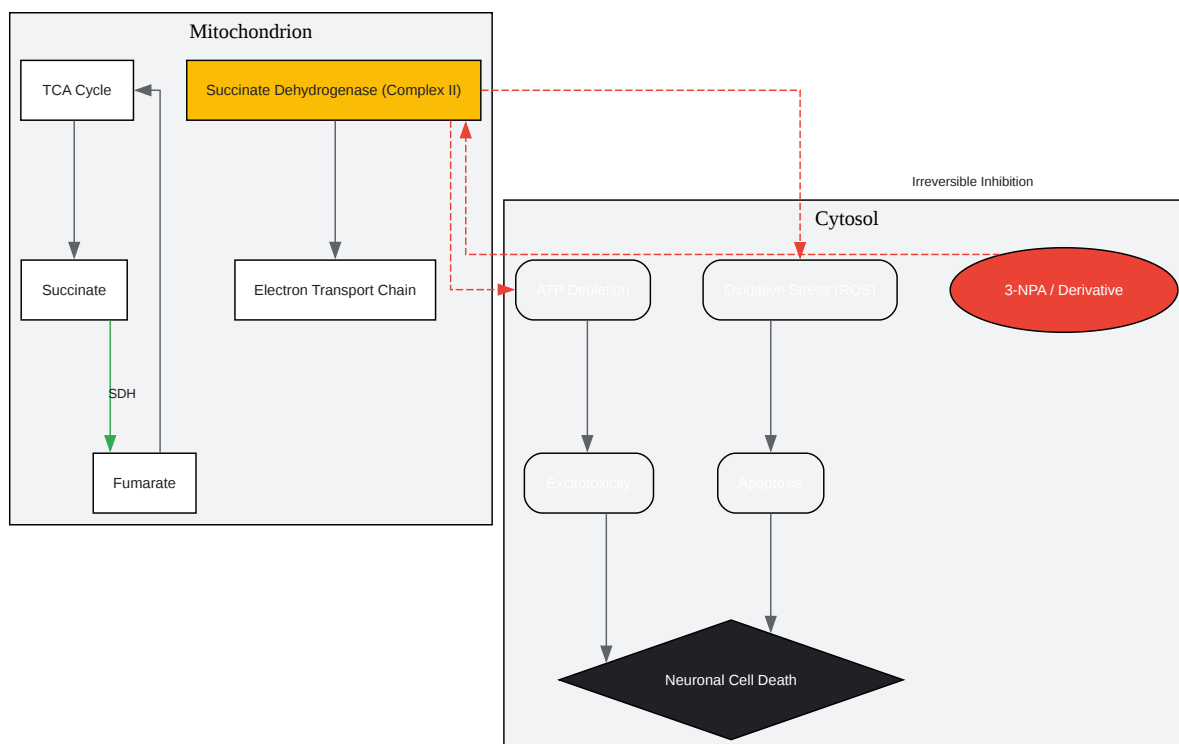 Mitochondrion
TCA Cycle
Succinate Dehydrogenase (Complex II)
Irreversible Inhibition
Cytosol
Succinate
Electron Transport Chain
ATP Depletion
Oxidative Stress (ROS)
3-NPA / Derivative
SDH
Fumarate
Excitotoxicity
Apoptosis
Neuronal Cell Death